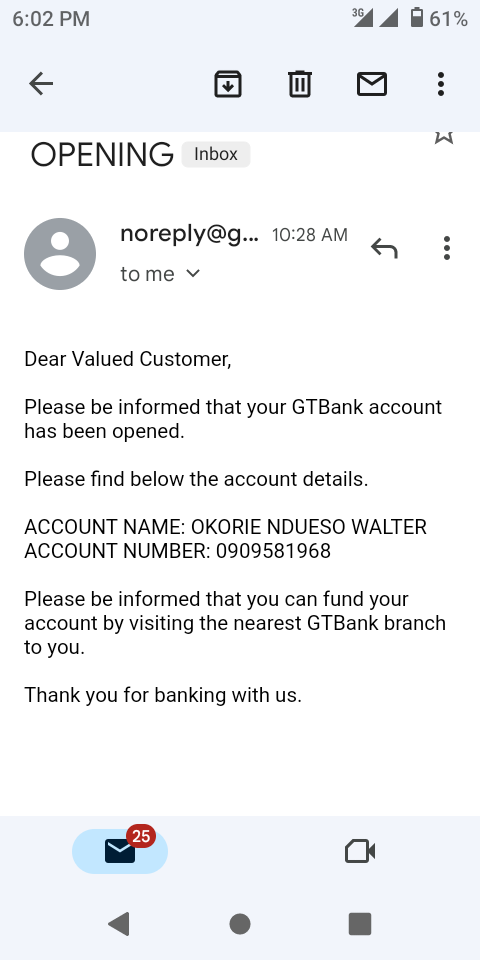 6:02 PM
3G
61%
OPENING
Inbox
noreply@g... 10:28 AM
to me
Dear Valued Customer,
Please be informed that your GTBank account
has been opened.
Please find below the account details.
ACCOUNT NAME: OKORIE NDUESO WALTER
ACCOUNT NUMBER: 0909581968
Please be informed that you can fund your
account by visiting the nearest GTBank branch
to you.
Thank you for banking with us.
25